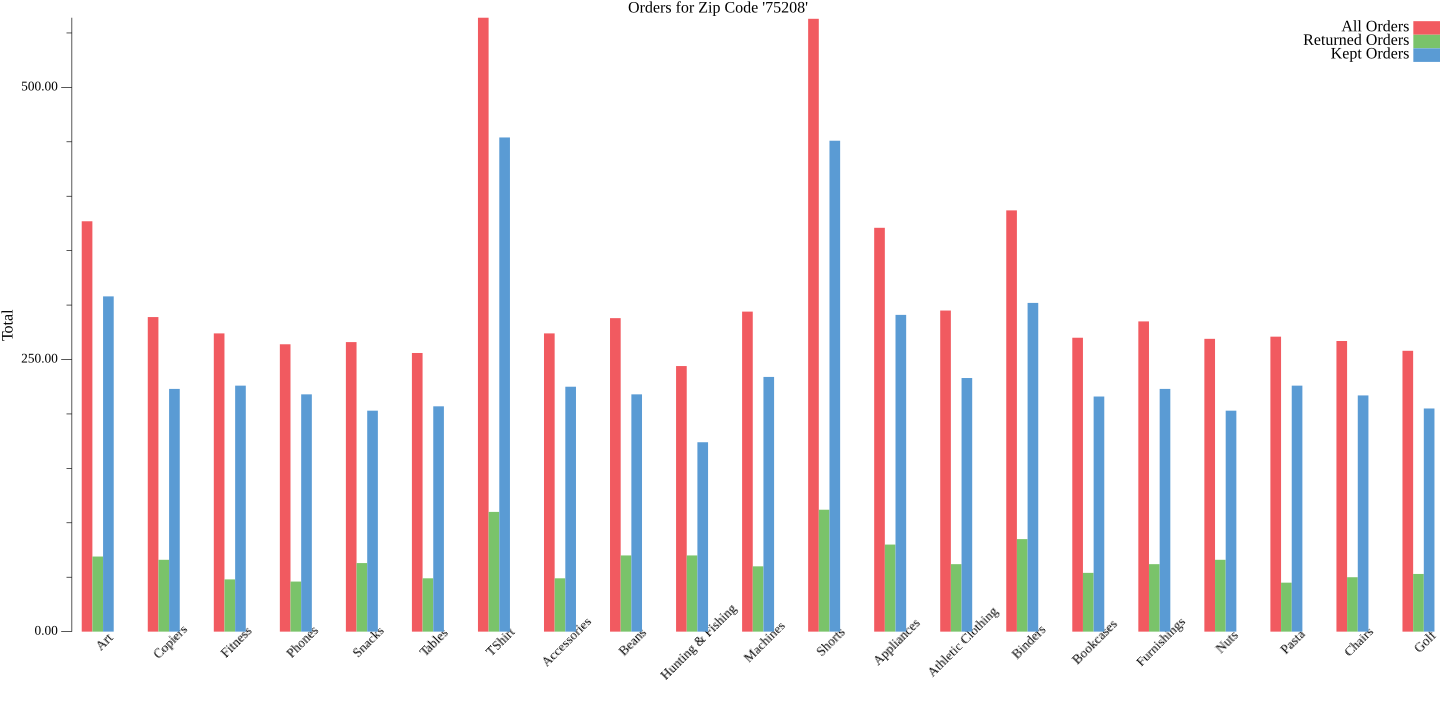 Orders for Zip Code '75208'
All Orders
Returned Orders
Kept Orders
500.00
250.00
0.00
Total
Art
Copiers
Fitness
Phones
Snacks
Tables
TShirt
Accessories
Beans
Hunting & Fishing
Machines
Shorts
Appliances
Athletic Clothing
Binders
Bookcases
Furnishings
Nuts
Pasta
Chairs
Golf